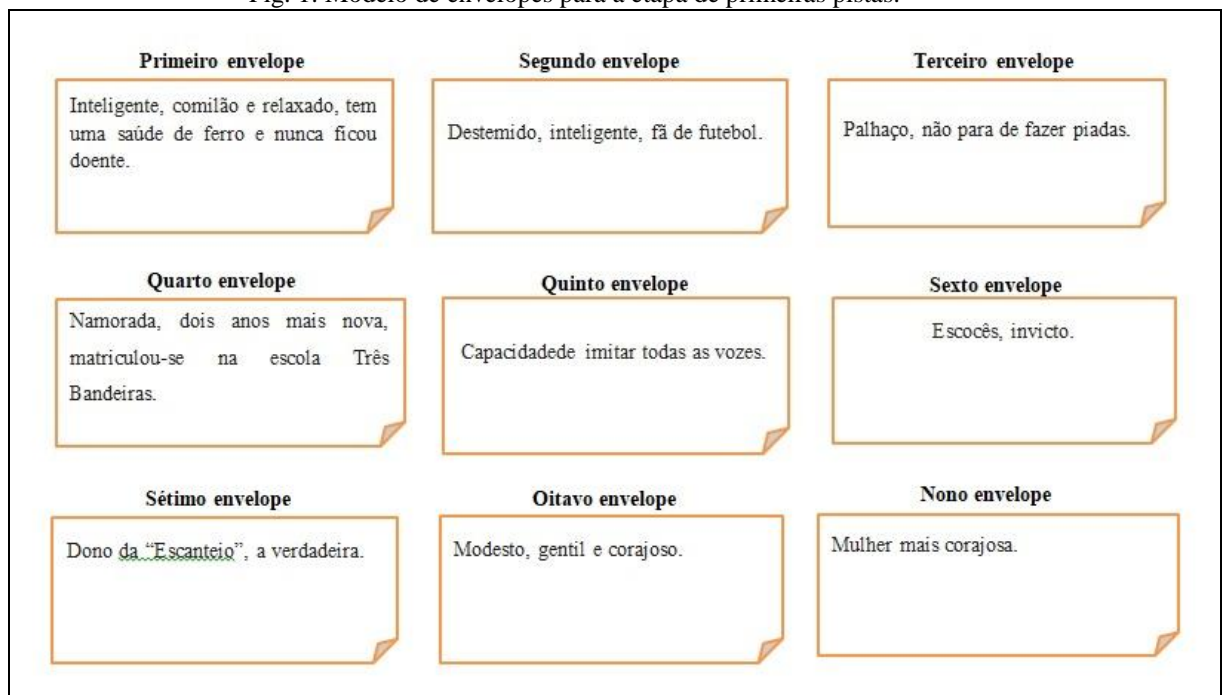 Fig. 1: Modelo de envelopes para a etapa de primeiras pistas.
Primeiro envelope
Inteligente, comilão e relaxado, tem
uma saúde de ferro e nunca ficou
doente.
Segundo envelope
Destemido, inteligente, fã de futebol.
Terceiro envelope
Palhaço, não para de fazer piadas.
Quarto envelope
Namorada, dois anos mais nova,
matriculou-se na escola Três
Bandeiras.
Quinto envelope
Capacidadede imitar todas as vozes.
Sexto envelope
Escocês, invicto.
Sétimo envelope
Dono da “Escanteio”, a verdadeira.
Oitavo envelope
Modesto, gentil e corajoso.
Nono envelope
Mulher mais corajosa.